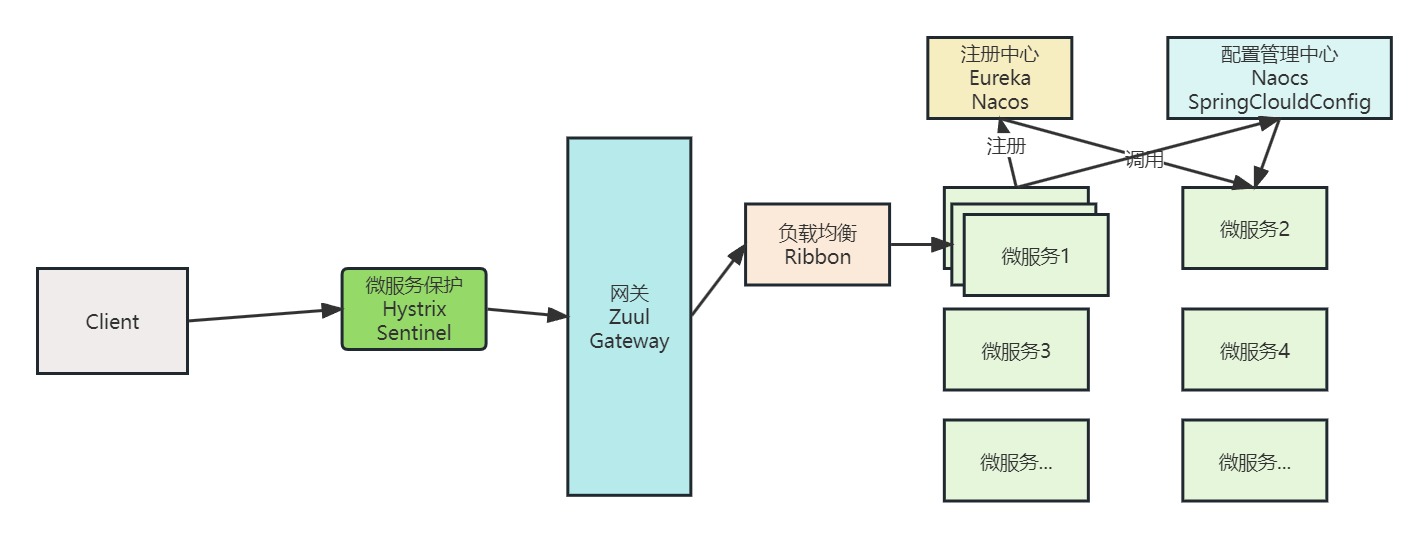 注册中心
Eureka
Nacos
配置管理中心
Naocs
SpringClouldConfig
注册
调用
Client
微服务保护
Hystrix
Sentinel
网关
Zuul
Gateway
负载均衡
Ribbon
微服务1
微服务2
微服务3
微服务4
微服务...
微服务...